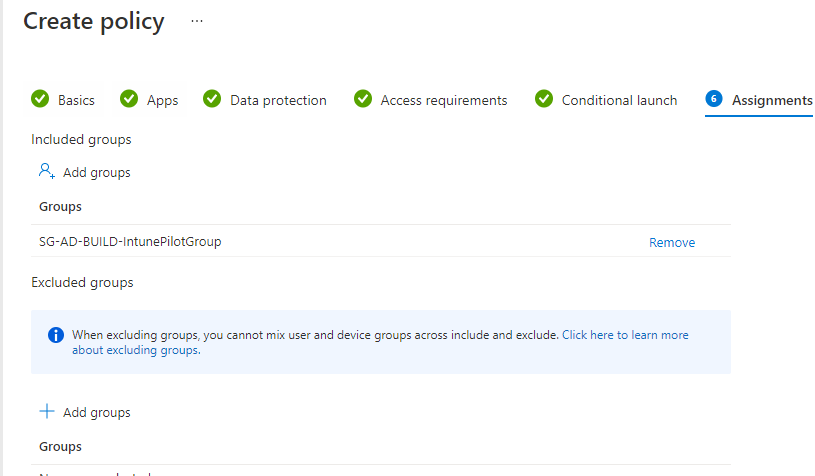 Create policy ...
Basics Apps Data protection Access requirements Conditional launch 6 Assignments
Included groups
Add groups
Groups
SG-AD-BUILD-IntunePilotGroup Remove
Excluded groups
When excluding groups, you cannot mix user and device groups across include and exclude. Click here to learn more
about excluding groups.
Add groups
Groups